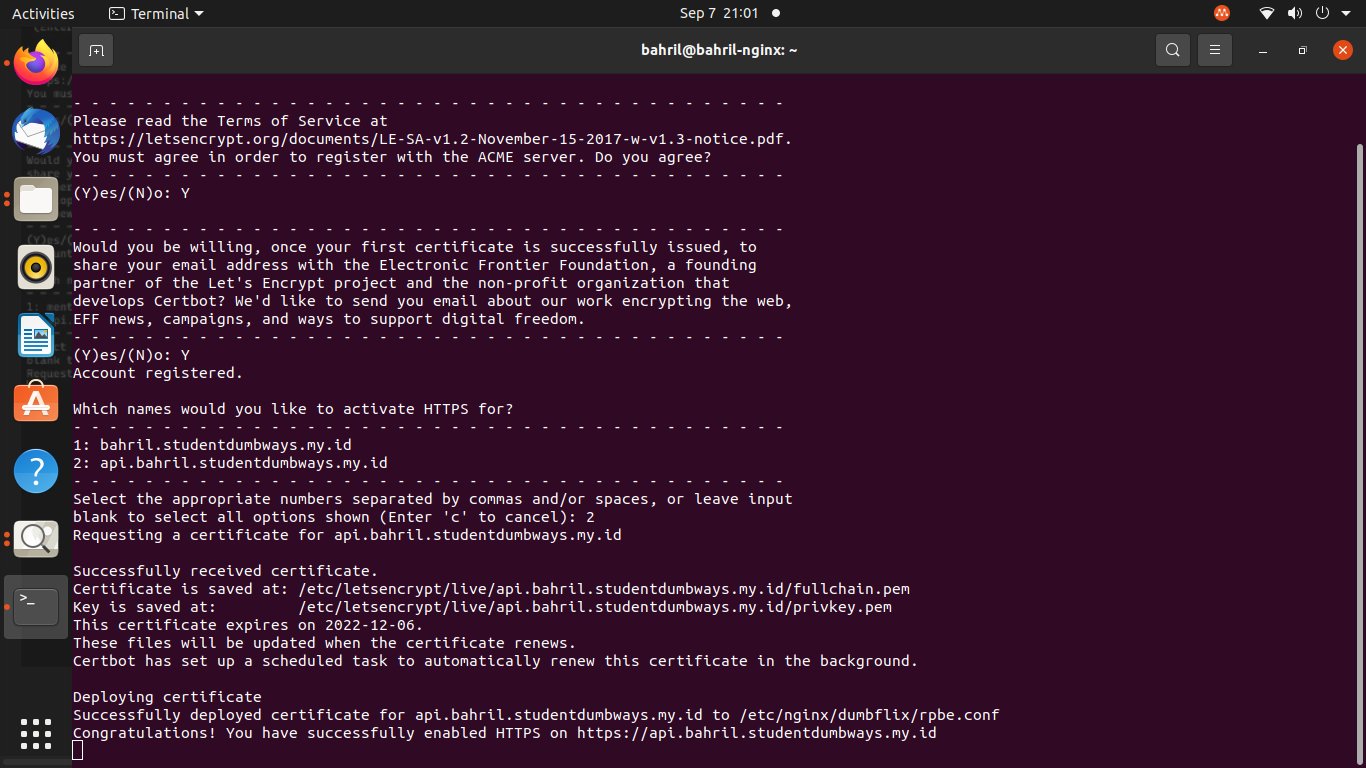 Activities
Terminal
Sep 7 21:01
bahril@bahril-nginx: ~
- - - - - - - - - - - - - - - - - - - - - - - - - - - - - - - - - - - - - - - -
Please read the Terms of Service at
https://letsencrypt.org/documents/LE-SA-v1.2-November-15-2017-w-v1.3-notice.pdf.
You must agree in order to register with the ACME server. Do you agree?
- - - - - - - - - - - - - - - - - - - - - - - - - - - - - - - - - - - - - - - -
(Y)es/(N)o: Y
- - - - - - - - - - - - - - - - - - - - - - - - - - - - - - - - - - - - - - - -
Would you be willing, once your first certificate is successfully issued, to
share your email address with the Electronic Frontier Foundation, a founding
partner of the Let's Encrypt project and the non-profit organization that
develops Certbot? We'd like to send you email about our work encrypting the web,
EFF news, campaigns, and ways to support digital freedom.
- - - - - - - - - - - - - - - - - - - - - - - - - - - - - - - - - - - - - - - -
(Y)es/(N)o: Y
Account registered.
Which names would you like to activate HTTPS for?
- - - - - - - - - - - - - - - - - - - - - - - - - - - - - - - - - - - - - - - -
1: bahril.studentdumbways.my.id
2: api.bahril.studentdumbways.my.id
- - - - - - - - - - - - - - - - - - - - - - - - - - - - - - - - - - - - - - - -
Select the appropriate numbers separated by commas and/or spaces, or leave input
blank to select all options shown (Enter 'c' to cancel): 2
Requesting a certificate for api.bahril.studentdumbways.my.id
Successfully received certificate.
Certificate is saved at: /etc/letsencrypt/live/api.bahril.studentdumbways.my.id/fullchain.pem
Key is saved at:         /etc/letsencrypt/live/api.bahril.studentdumbways.my.id/privkey.pem
This certificate expires on 2022-12-06.
These files will be updated when the certificate renews.
Certbot has set up a scheduled task to automatically renew this certificate in the background.
Deploying certificate
Successfully deployed certificate for api.bahril.studentdumbways.my.id to /etc/nginx/dumbflix/rpbe.conf
Congratulations! You have successfully enabled HTTPS on https://api.bahril.studentdumbways.my.id